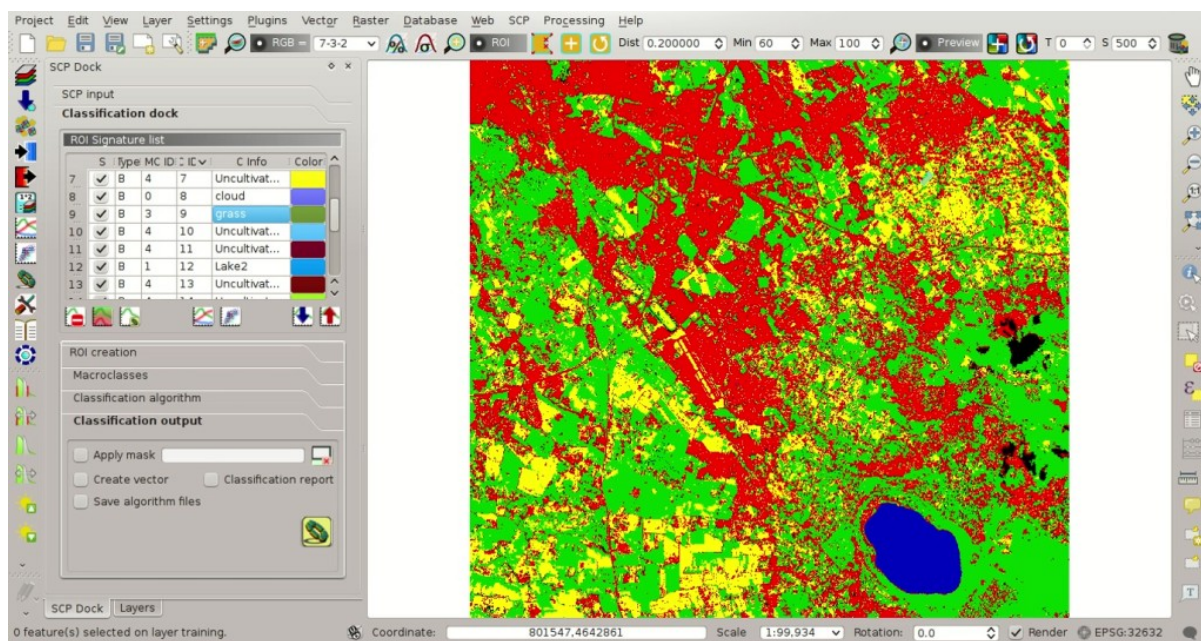 Project Edit View Layer Settings Plugins Vector Raster Database Web SCP Processing Help
RGB = 7-3-2 ROI Dist 0.200000 Min 60 Max 100 Preview T 0 S 500
SCP Dock
SCP input
Classification dock
ROI Signature list
S Type MC ID C Info Color
7 B 4 7 Uncultivat...
8 B 0 8 cloud
9 B 3 9 grass
10 B 4 10 Uncultivat...
11 B 4 11 Uncultivat...
12 B 1 12 Lake2
13 B 4 13 Uncultivat...
ROI creation
Macroclasses
Classification algorithm
Classification output
Apply mask
Create vector Classification report
Save algorithm files
SCP Dock Layers
0 feature(s) selected on layer training. Coordinate: 801547,4642861 Scale 1:99,934 Rotation: 0.0 Render EPSG:32632